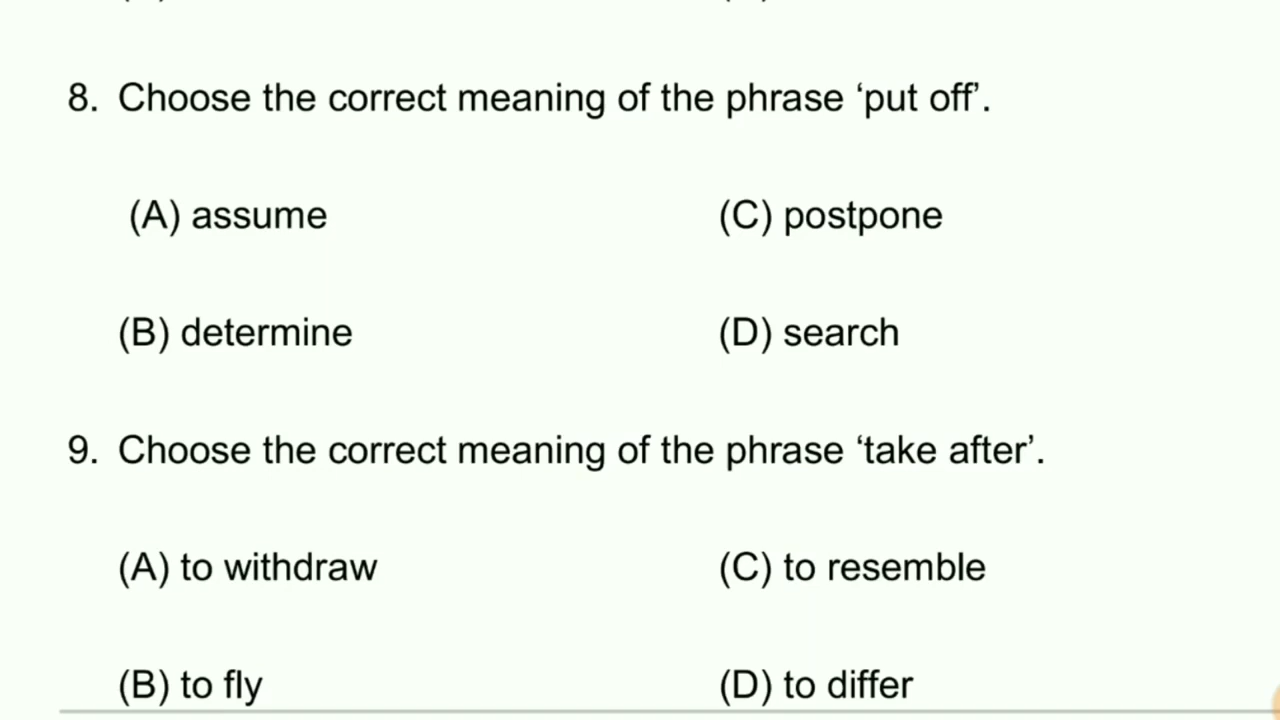 8. Choose the correct meaning of the phrase ‘put off’.
(A) assume (C) postpone
(B) determine (D) search
9. Choose the correct meaning of the phrase ‘take after’.
(A) to withdraw (C) to resemble
(B) to fly (D) to differ